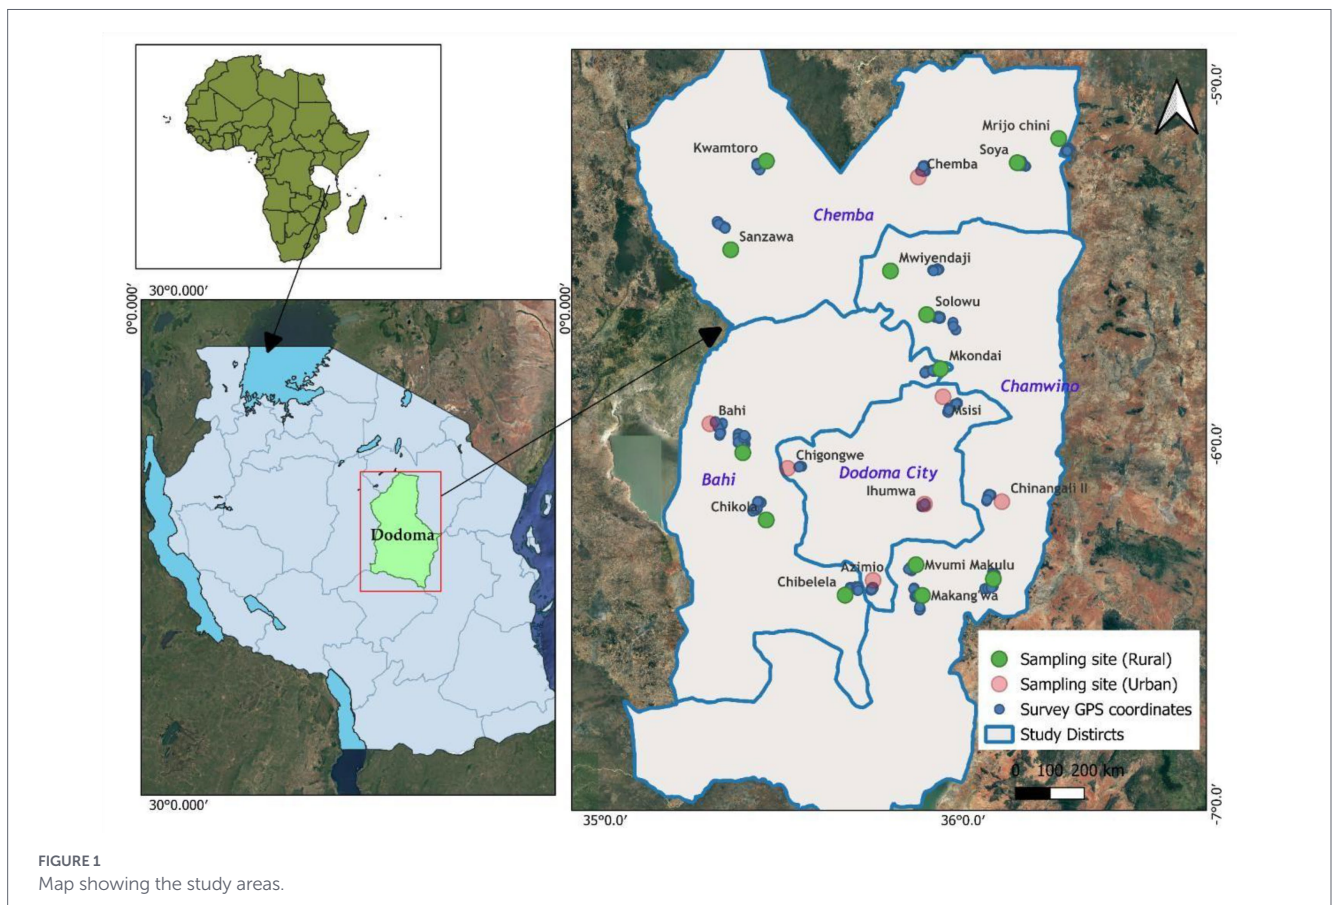 30°0.000'
0°0.000'
0°0.000'
Dodoma
30°0.000'
-5°0.0'
Mrijo chini
Kwamtoro
Soya
Chemba
Chemba
Sanzawa
Mwiyendaji
Solowu
Mkondai
Chamwino
Msisi
Bahi
Chigongwe
Dodoma City
-6°0.0'
Bahi
Ihumwa
Chinangali II
Chikola
Azimio
Mvumi Makulu
Chibelela
Makang'wa
Sampling site (Rural)
Sampling site (Urban)
Survey GPS coordinates
Study Distircts
0 100 200 km
-7°0.0'
35°0.0'
36°0.0'
FIGURE 1
Map showing the study areas.